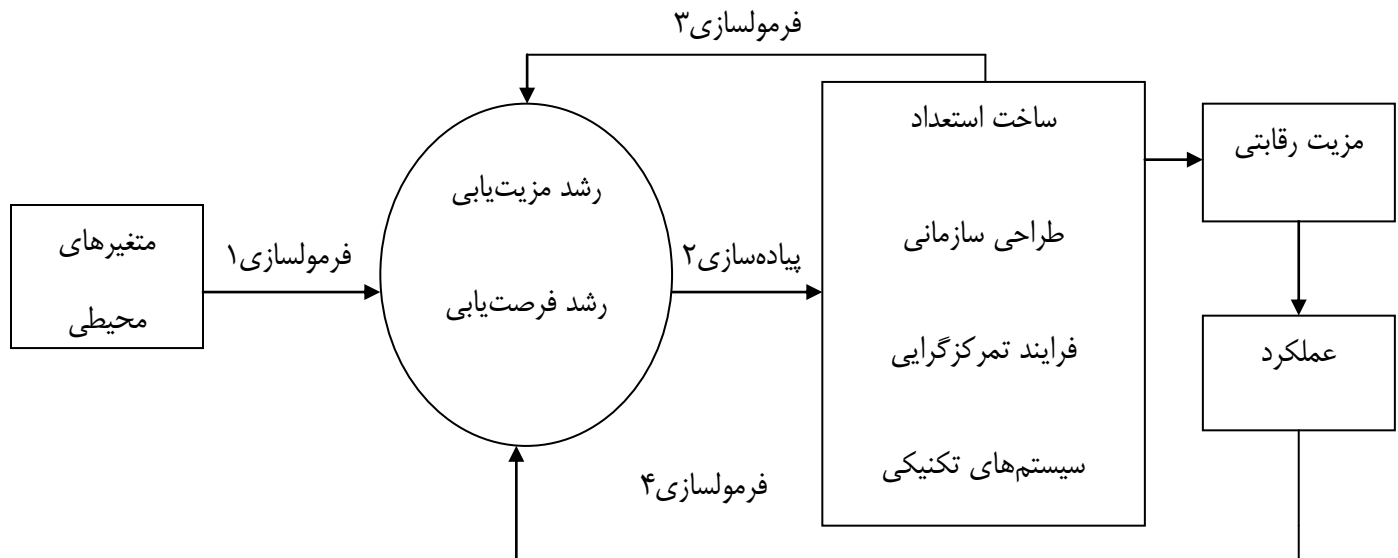 فرمولسازی۳
ساخت استعداد
مزیت رقابتی
رشد مزیت‌یابی
متغیرهای
محیطی
فرمولسازی۱
پیاده‌سازی۲
طراحی سازمانی
رشد فرصت‌یابی
فرایند تمرکزگرایی
عملکرد
سیستم‌های تکنیکی
فرمولسازی۴